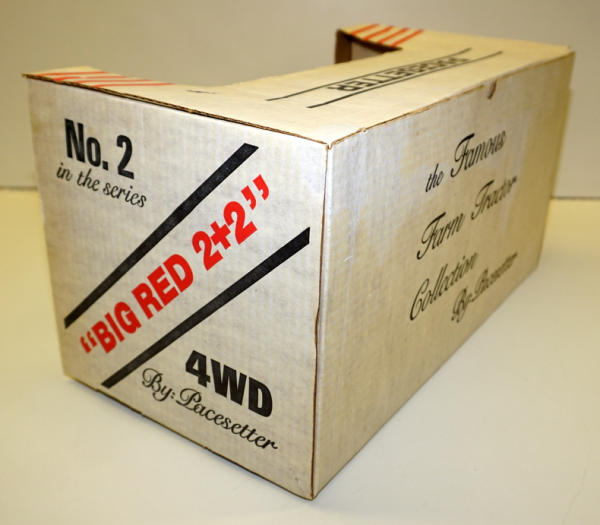 PACESETTER
No. 2
in the series
"BIG RED 2+2"
4WD
By: Pacesetter
the Famous
Farm Tractor
Collection
By: Pacesetter